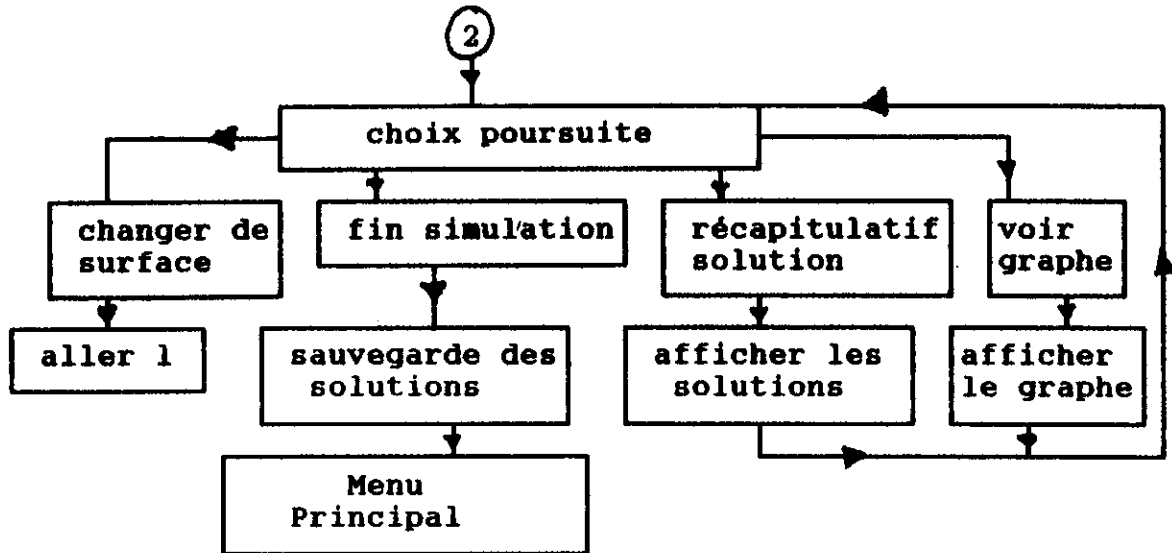 2
choix poursuite
changer de
surface
fin simulation
récapitulatif
solution
voir
graphe
aller 1
sauvegarde des
solutions
afficher les
solutions
afficher
le graphe
Menu
Principal